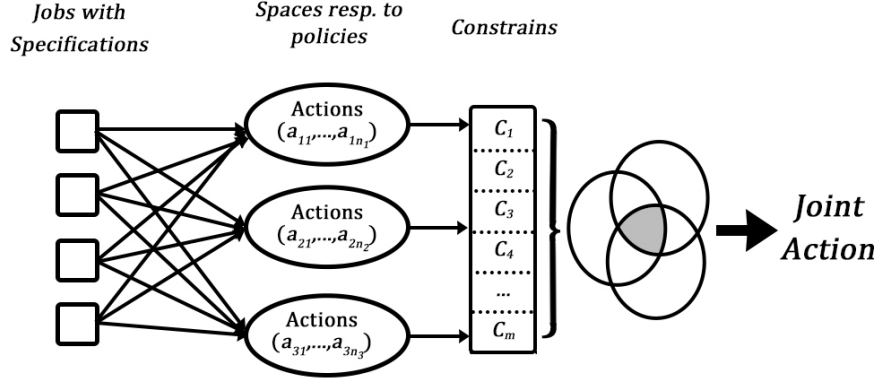 Jobs with
Specifications
Spaces resp. to
policies
Constrains
Actions
(a₁₁,...,a₁ₙ₁)
Actions
(a₂₁,...,a₂ₙ₂)
Actions
(a₃₁,...,a₃ₙ₃)
C₁
C₂
C₃
C₄
...
Cₘ
Joint
Action